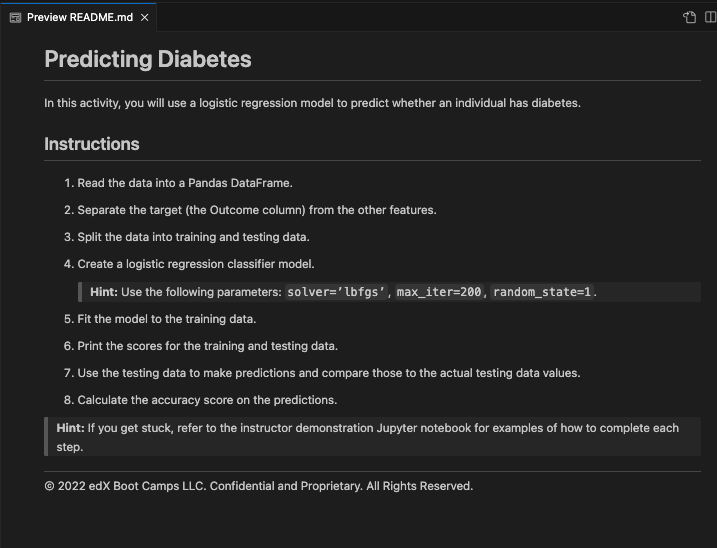 Preview README.md
Predicting Diabetes
In this activity, you will use a logistic regression model to predict whether an individual has diabetes.
Instructions
1. Read the data into a Pandas DataFrame.
2. Separate the target (the Outcome column) from the other features.
3. Split the data into training and testing data.
4. Create a logistic regression classifier model.
Hint: Use the following parameters: solver=’lbfgs’, max_iter=200, random_state=1.
5. Fit the model to the training data.
6. Print the scores for the training and testing data.
7. Use the testing data to make predictions and compare those to the actual testing data values.
8. Calculate the accuracy score on the predictions.
Hint: If you get stuck, refer to the instructor demonstration Jupyter notebook for examples of how to complete each
step.
© 2022 edX Boot Camps LLC. Confidential and Proprietary. All Rights Reserved.